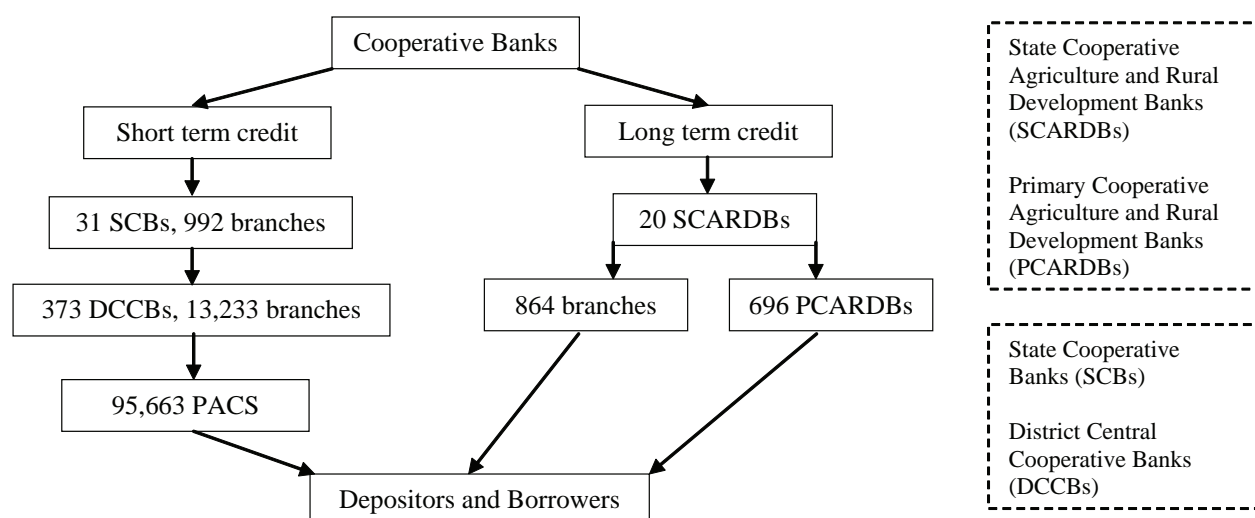 Cooperative Banks
Short term credit
Long term credit
31 SCBs, 992 branches
20 SCARDBs
373 DCCBs, 13,233 branches
864 branches
696 PCARDBs
95,663 PACS
Depositors and Borrowers
State Cooperative
Agriculture and Rural
Development Banks
(SCARDBs)
Primary Cooperative
Agriculture and Rural
Development Banks
(PCARDBs)
State Cooperative
Banks (SCBs)
District Central
Cooperative Banks
(DCCBs)